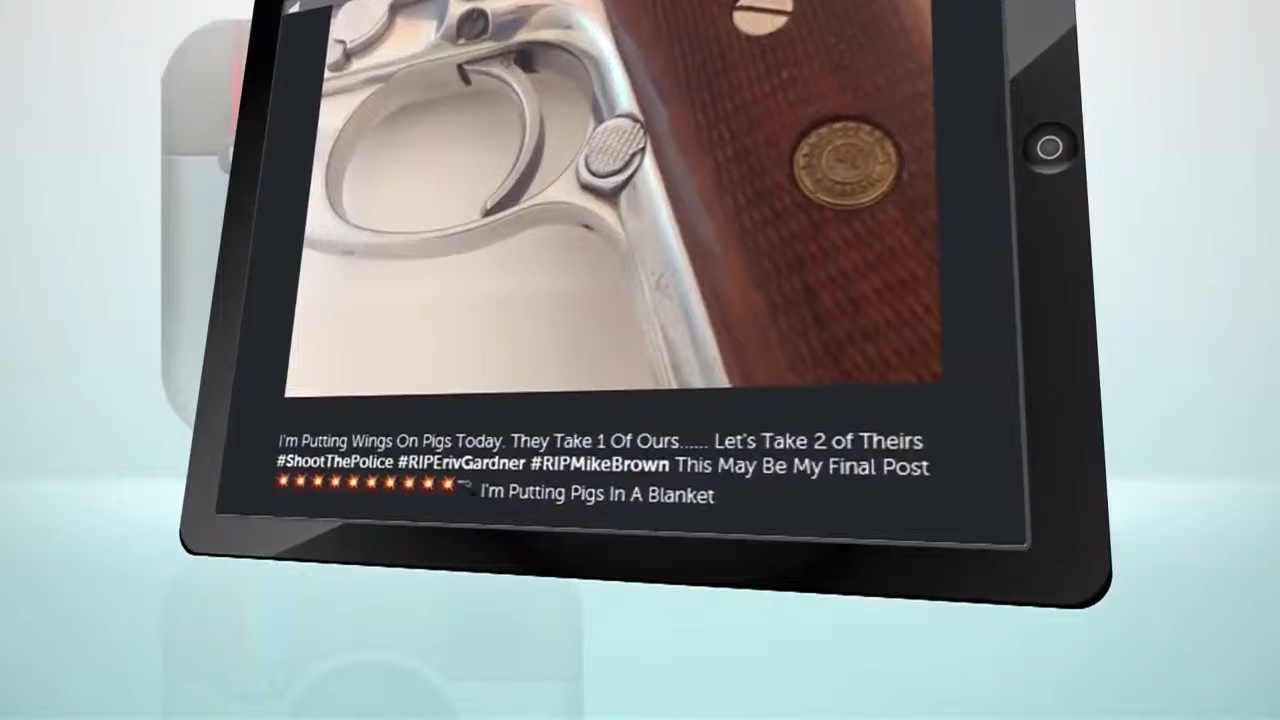 I'm Putting Wings On Pigs Today. They Take 1 Of Ours...... Let's Take 2 of Theirs
#ShootThePolice #RIPErivGardner #RIPMikeBrown This May Be My Final Post
💥💥💥💥💥💥💥💥💥💥🔫 I'm Putting Pigs In A Blanket